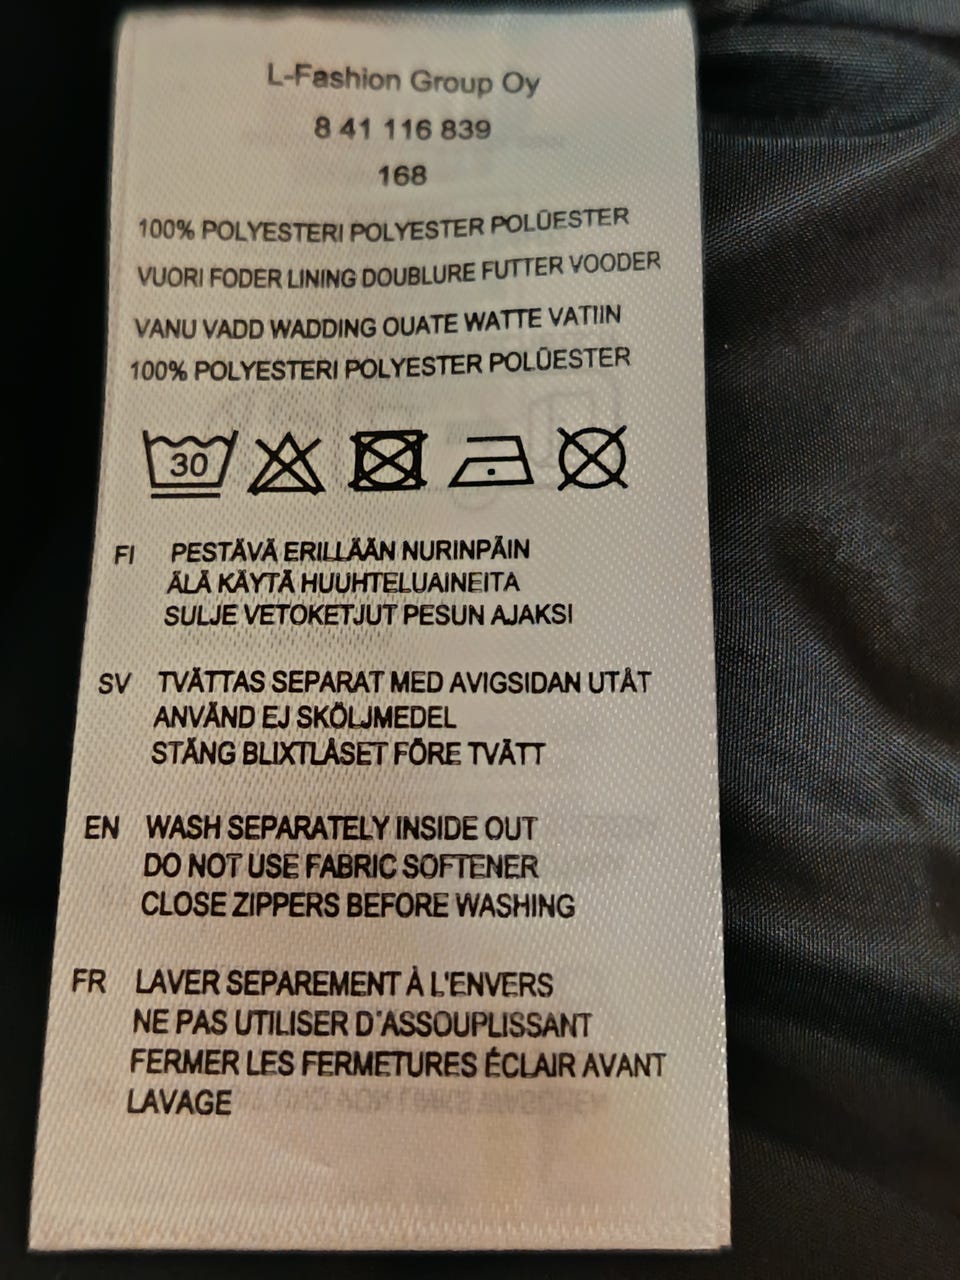 L-Fashion Group Oy
8 41 116 839
168
100% POLYESTERI POLYESTER POLÜESTER
VUORI FODER LINING DOUBLURE FUTTER VOODER
VANU VADD WADDING OUATE WATTE VATIIN
100% POLYESTERI POLYESTER POLÜESTER
30
FI PESTÄVÄ ERILLÄÄN NURINPÄIN
ÄLÄ KÄYTÄ HUUHTELUAINEITA
SULJE VETOKETJUT PESUN AJAKSI
SV TVÄTTAS SEPARAT MED AVIGSIDAN UTÅT
ANVÄND EJ SKÖLJMEDEL
STÄNG BLIXTLÅSET FÖRE TVÄTT
EN WASH SEPARATELY INSIDE OUT
DO NOT USE FABRIC SOFTENER
CLOSE ZIPPERS BEFORE WASHING
FR LAVER SEPAREMENT À L'ENVERS
NE PAS UTILISER D'ASSOUPLISSANT
FERMER LES FERMETURES ÉCLAIR AVANT
LAVAGE